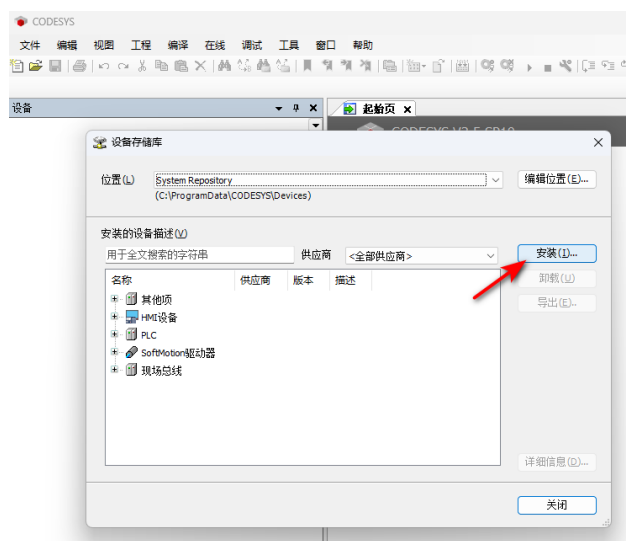 CODESYS
文件 编辑 视图 工程 编译 在线 调试 工具 窗口 帮助
设备
起始页
CODESYS V3.5 SP19
设备存储库
位置(L) System Repository 编辑位置(E)...
(C:\ProgramData\CODESYS\Devices)
安装的设备描述(V)
用于全文搜索的字符串 供应商 <全部供应商> 安装(I)...
名称 供应商 版本 描述 卸载(U)
其他项 导出(E)..
HMI设备
PLC
SoftMotion驱动器
现场总线
详细信息(D)...
关闭